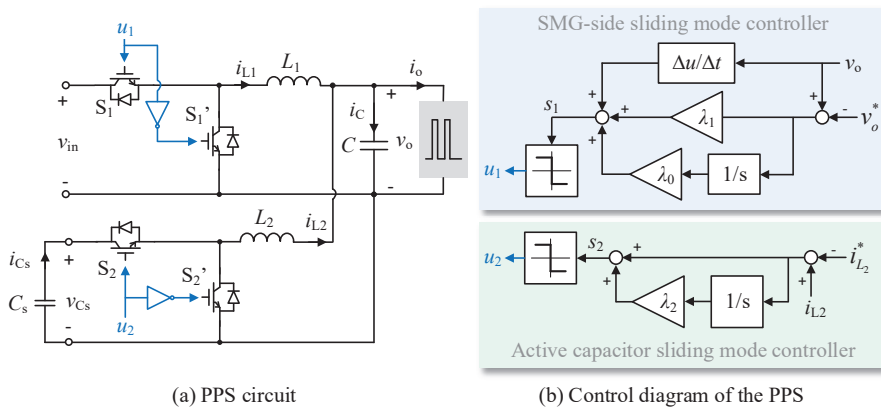 u1
S1
S1'
iL1
L1
io
+
vin
-
iC
C
+
vo
-
L2
iL2
S2
S2'
iCs
Cs
+
vCs
-
u2
(a) PPS circuit
SMG-side sliding mode controller
Δu/Δt
vo
+
+
+
s1
λ1
+
-
vo*
u1
λ0
1/s
u2
s2
+
+
λ2
1/s
-
+
iL2*
iL2
Active capacitor sliding mode controller
(b) Control diagram of the PPS